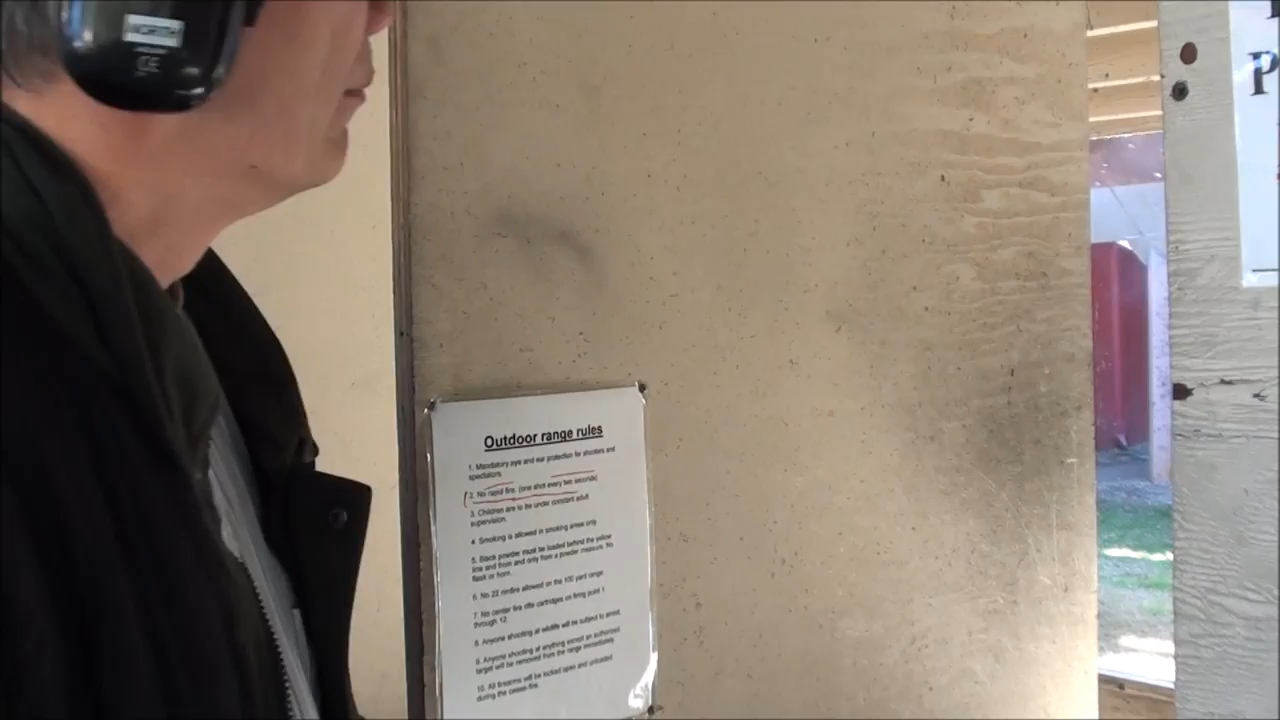 Outdoor range rules
1. Mandatory eye and ear protection for shooters and
spectators.
2. No rapid fire. (one shot every two seconds)
3. Children are to be under constant adult
supervision.
4. Smoking is allowed in smoking areas only
5. Black powder must be loaded behind the yellow
line and from and only from a powder measure. No
flask or horn.
6. No 22 rimfire allowed on the 100 yard range
7. No center fire rifle cartridges on firing point 1
through 12
8. Anyone shooting at wildlife will be subject to arrest.
9. Anyone shooting at anything except an authorized
target will be removed from the range immediately
10. All firearms will be locked open and unloaded
during the cease-fire.
CE
P